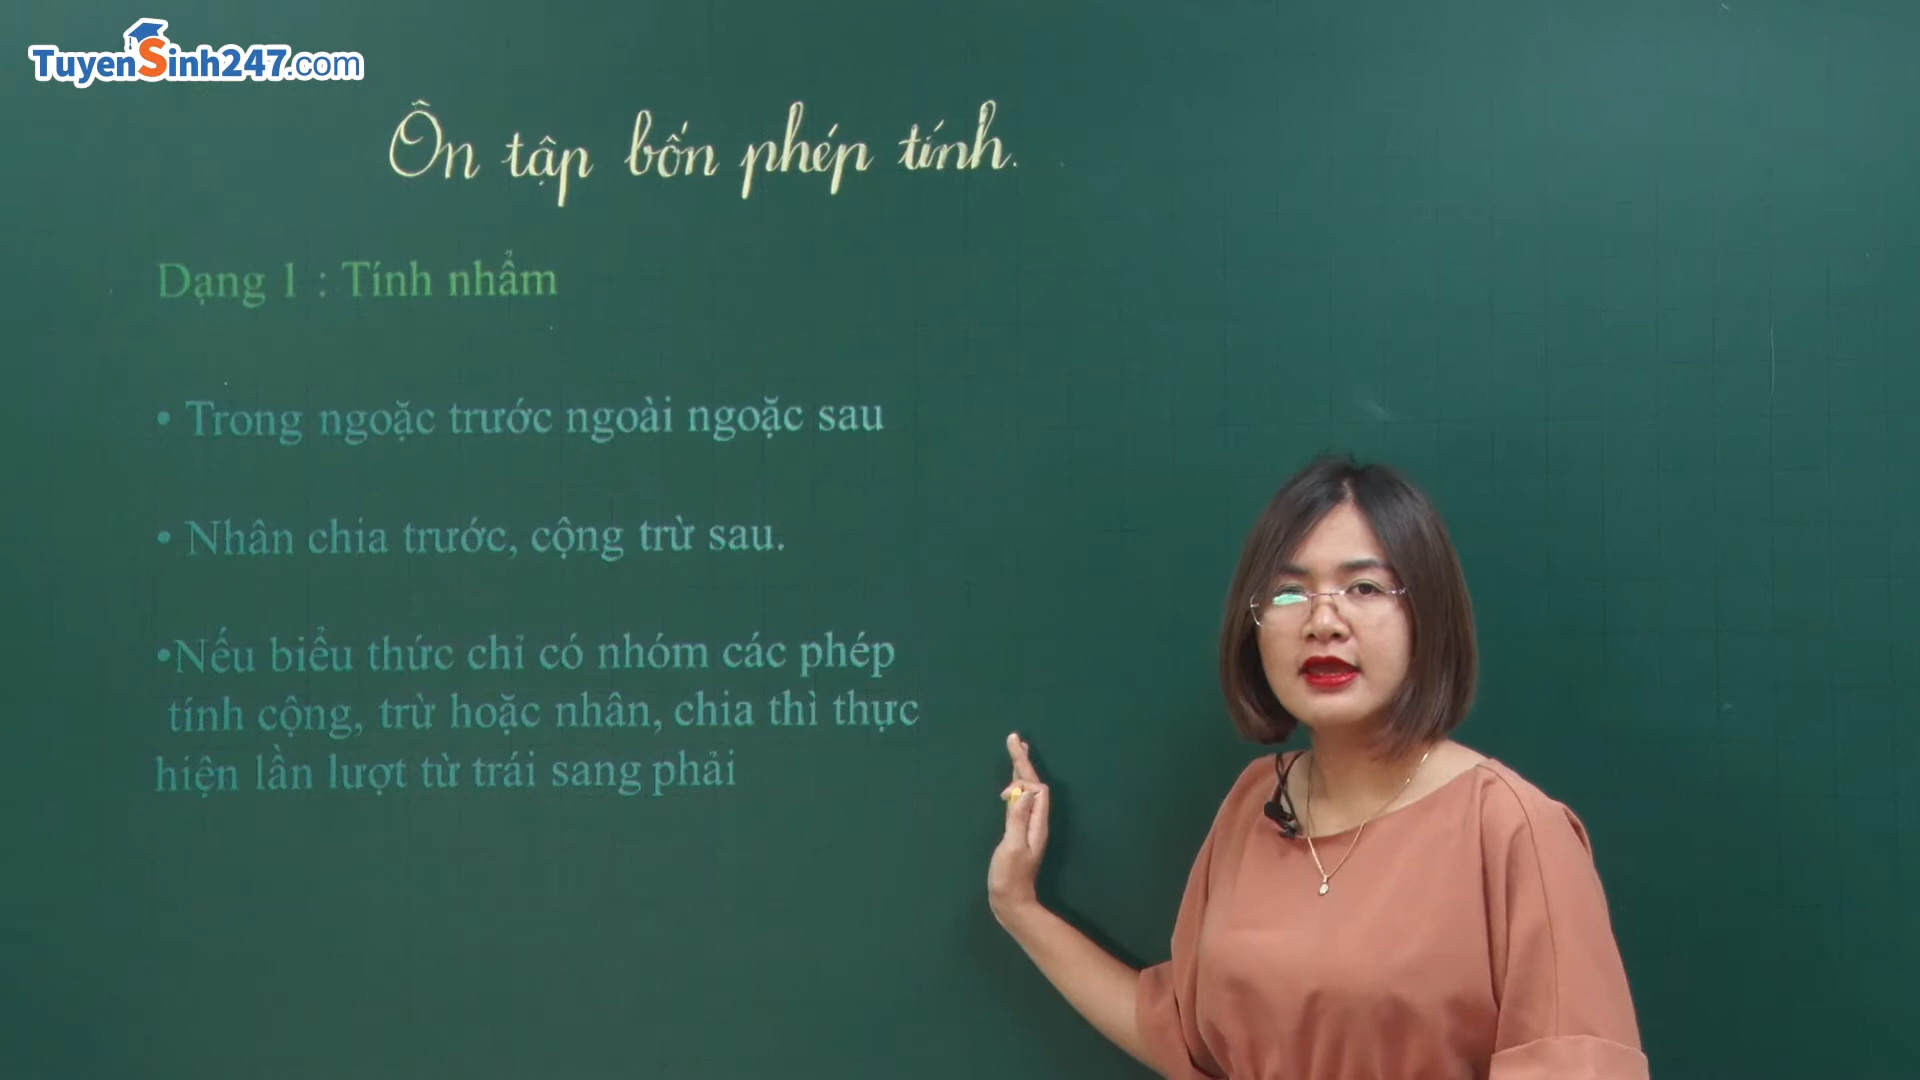 TuyenSinh247.com
Ôn tập bốn phép tính.
Dạng 1 : Tính nhẩm
• Trong ngoặc trước ngoài ngoặc sau
• Nhân chia trước, cộng trừ sau.
•Nếu biểu thức chỉ có nhóm các phép
tính cộng, trừ hoặc nhân, chia thì thực
hiện lần lượt từ trái sang phải